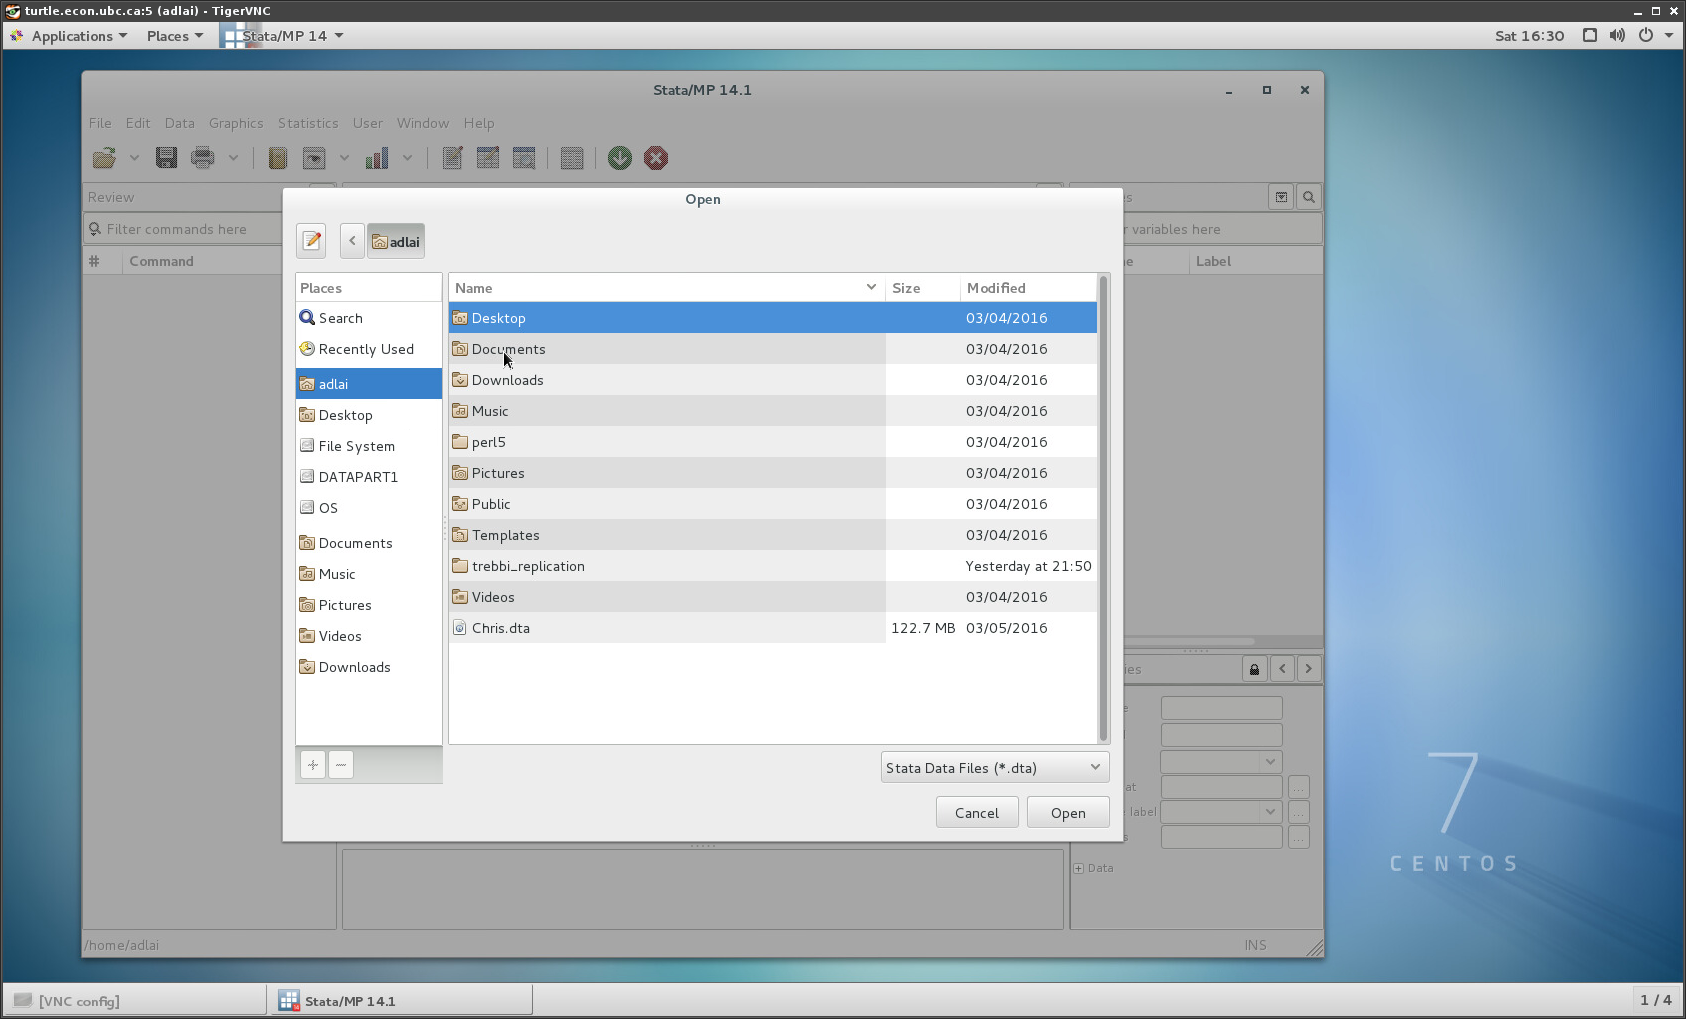 turtle.econ.ubc.ca:5 (adlai) - TigerVNC
Applications Places Stata/MP 14 Sat 16:30
Stata/MP 14.1
File Edit Data Graphics Statistics User Window Help
Review
Filter commands here
# Command
Open
adlai
Places
Search
Recently Used
adlai
Desktop
File System
DATAPART1
OS
Documents
Music
Pictures
Videos
Downloads
+ −
Name Size Modified
Desktop 03/04/2016
Documents 03/04/2016
Downloads 03/04/2016
Music 03/04/2016
perl5 03/04/2016
Pictures 03/04/2016
Public 03/04/2016
Templates 03/04/2016
trebbi_replication Yesterday at 21:50
Videos 03/04/2016
Chris.dta 122.7 MB 03/05/2016
Stata Data Files (*.dta)
Cancel Open
variables here
Label
label
...
...
...
Data
7
CENTOS
/home/adlai INS
[VNC config] Stata/MP 14.1 1 / 4